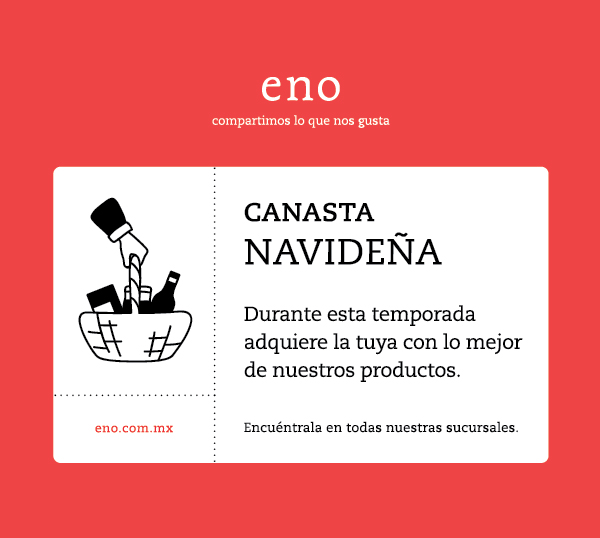 eno
compartimos lo que nos gusta
CANASTA
NAVIDEÑA
Durante esta temporada
adquiere la tuya con lo mejor
de nuestros productos.
eno.com.mx
Encuéntrala en todas nuestras sucursales.